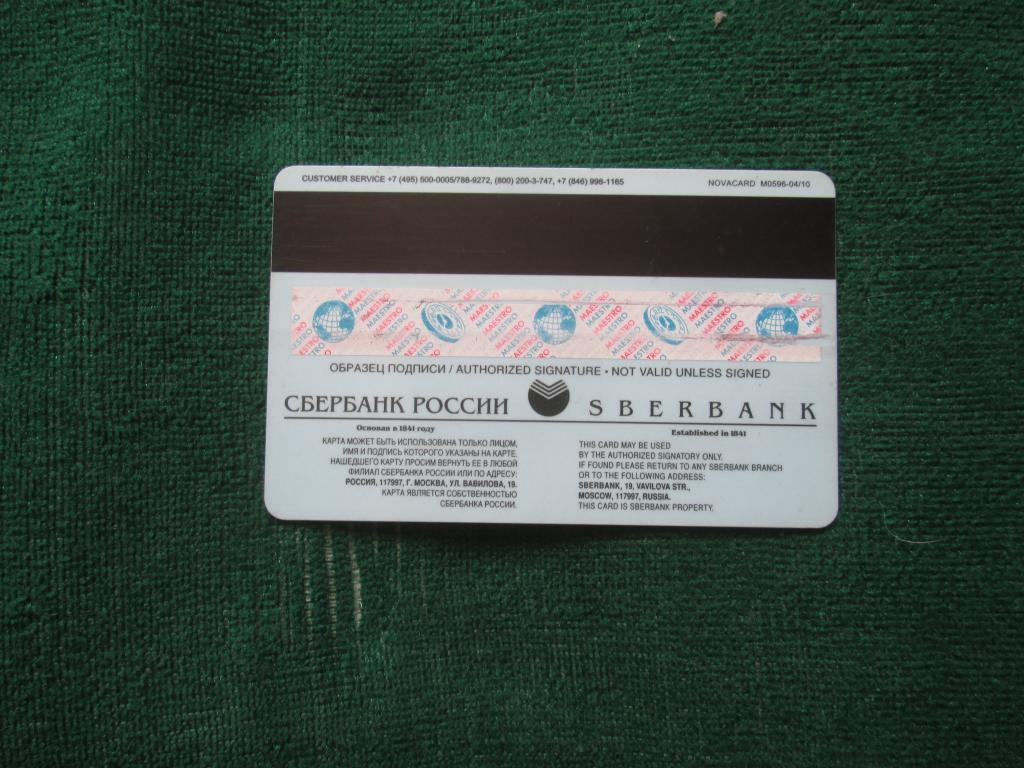 CUSTOMER SERVICE +7 (495) 500-0005/788-9272, (800) 200-3-747, +7 (846) 998-1165 NOVACARD M0596-04/10
MAESTRO MAESTRO MAESTRO MAESTRO
ОБРАЗЕЦ ПОДПИСИ / AUTHORIZED SIGNATURE • NOT VALID UNLESS SIGNED
СБЕРБАНК РОССИИ SBERBANK
Основан в 1841 году
Established in 1841
КАРТА МОЖЕТ БЫТЬ ИСПОЛЬЗОВАНА ТОЛЬКО ЛИЦОМ,
ИМЯ И ПОДПИСЬ КОТОРОГО УКАЗАНЫ НА КАРТЕ.
НАШЕДШЕГО КАРТУ ПРОСИМ ВЕРНУТЬ ЕЕ В ЛЮБОЙ
ФИЛИАЛ СБЕРБАНКА РОССИИ ИЛИ ПО АДРЕСУ:
РОССИЯ, 117997, Г. МОСКВА, УЛ. ВАВИЛОВА, 19.
КАРТА ЯВЛЯЕТСЯ СОБСТВЕННОСТЬЮ
СБЕРБАНКА РОССИИ.
THIS CARD MAY BE USED
BY THE AUTHORIZED SIGNATORY ONLY.
IF FOUND PLEASE RETURN TO ANY SBERBANK BRANCH
OR TO THE FOLLOWING ADDRESS:
SBERBANK, 19, VAVILOVA STR.,
MOSCOW, 117997, RUSSIA.
THIS CARD IS SBERBANK PROPERTY.